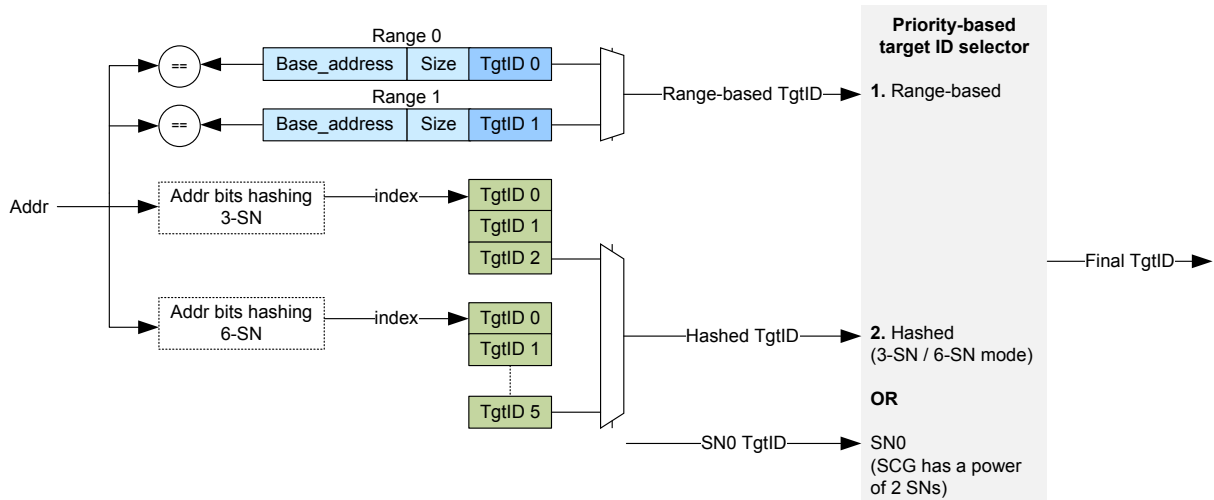 Priority-based
target ID selector
Range 0
==
Base_address
Size
TgtID 0
Range-based TgtID
1. Range-based
Range 1
==
Base_address
Size
TgtID 1
Addr
Addr bits hashing
3-SN
index
TgtID 0
TgtID 1
TgtID 2
Final TgtID
Addr bits hashing
6-SN
index
TgtID 0
TgtID 1
TgtID 5
Hashed TgtID
2. Hashed
(3-SN / 6-SN mode)
OR
SN0 TgtID
SN0
(SCG has a power
of 2 SNs)